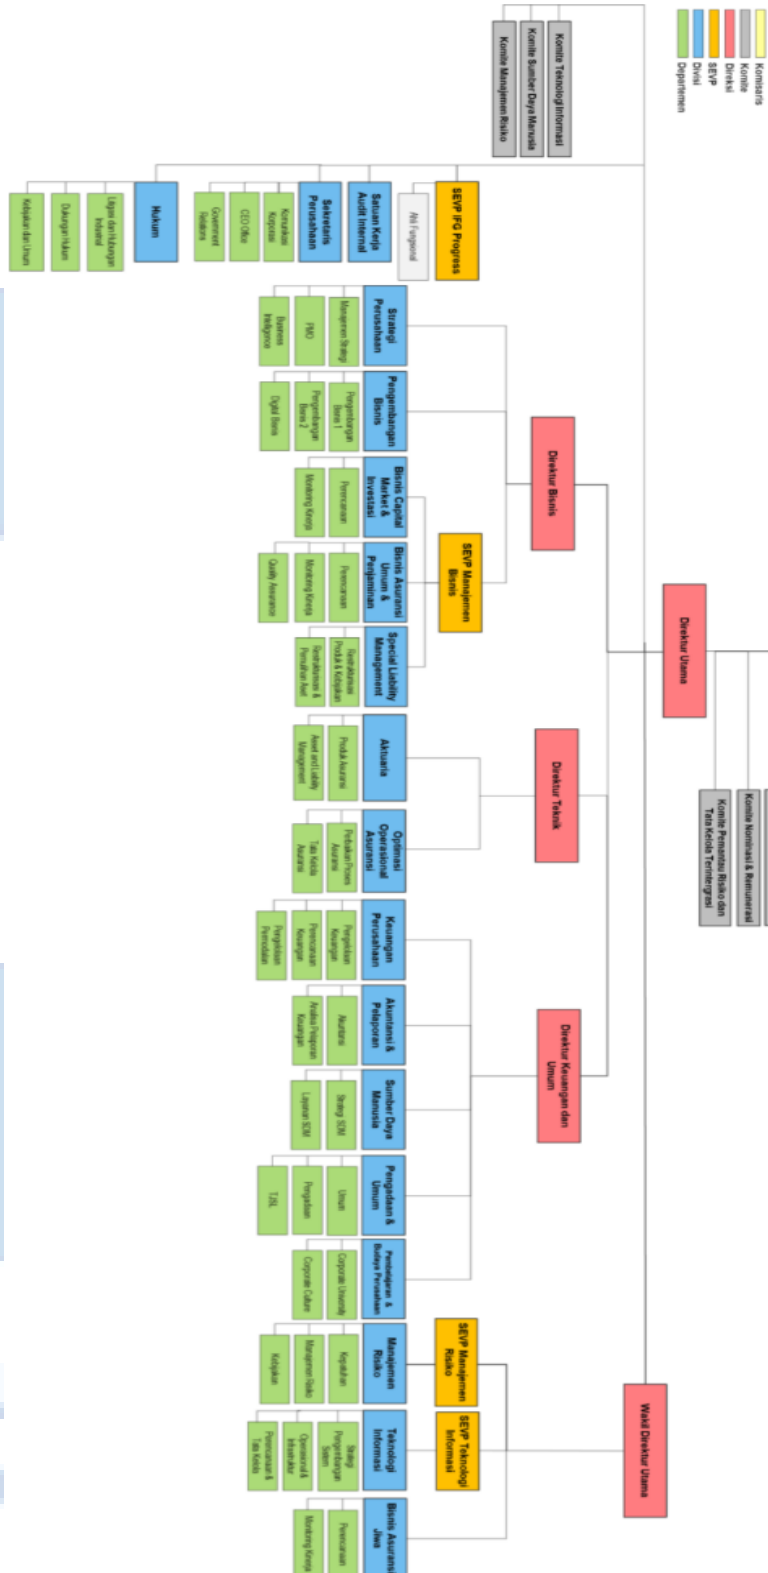 Komisaris
Komite
Direksi
SEVP
Divisi
Departemen
Komite Teknologi Informasi
Komite Sumber Daya Manusia
Komite Manajemen Risiko
Direktur Utama
Komite Nominasi & Remunerasi
Komite Pemantau Risiko dan
Tata Kelola Terintergrasi
Wakil Direktur Utama
Direktur Bisnis
Direktur Teknik
Direktur Keuangan dan
Umum
SEVP IFG Progress
Ahli Fungsional
SEVP Manajemen
Bisnis
SEVP Manajemen
Risiko
SEVP Teknologi
Informasi
Satuan Kerja
Audit Internal
Sekretaris
Perusahaan
Komunikasi
Korporasi
CEO Office
Government
Relations
Hukum
Litigasi dan Hubungan
Industrial
Dukungan Hukum
Kebijakan dan Umum
Strategi
Perusahaan
Manajemen Strategi
PMO
Business
Intelligence
Pengembangan
Bisnis
Pengembangan
Bisnis 1
Pengembangan
Bisnis 2
Digital Bisnis
Bisnis Capital
Market &
Investasi
Perencanaan
Monitoring Kinerja
Bisnis Asuransi
Umum &
Penjaminan
Perencanaan
Monitoring Kinerja
Quality Assurance
Special Liability
Management
Restrukturisasi
Produk & Kebijakan
Restrukturisasi &
Pemulihan Aset
Aktuaria
Produk Asuransi
Asset and Liability
Management
Optimasi
Operasional
Asuransi
Perbaikan Proses
Asuransi
Tata Kelola
Asuransi
Keuangan
Perusahaan
Pengelolaan
Keuangan
Perencanaan
Keuangan
Pengelolaan
Permodalan
Akuntansi &
Pelaporan
Akuntansi
Analisa Pelaporan
Keuangan
Sumber Daya
Manusia
Strategi SDM
Layanan SDM
Pengadaan &
Umum
Umum
Pengadaan
TJSL
Pembelajaran &
Budaya Perusahaan
Corporate University
Corporate Culture
Manajemen
Risiko
Kepatuhan
Manajemen Risiko
Kebijakan
Teknologi
Informasi
Strategi
Pengembangan
Sistem
Operasional &
Infrastruktur
Perencanaan &
Tata Kelola
Bisnis Asuransi
Jiwa
Perencanaan
Monitoring Kinerja